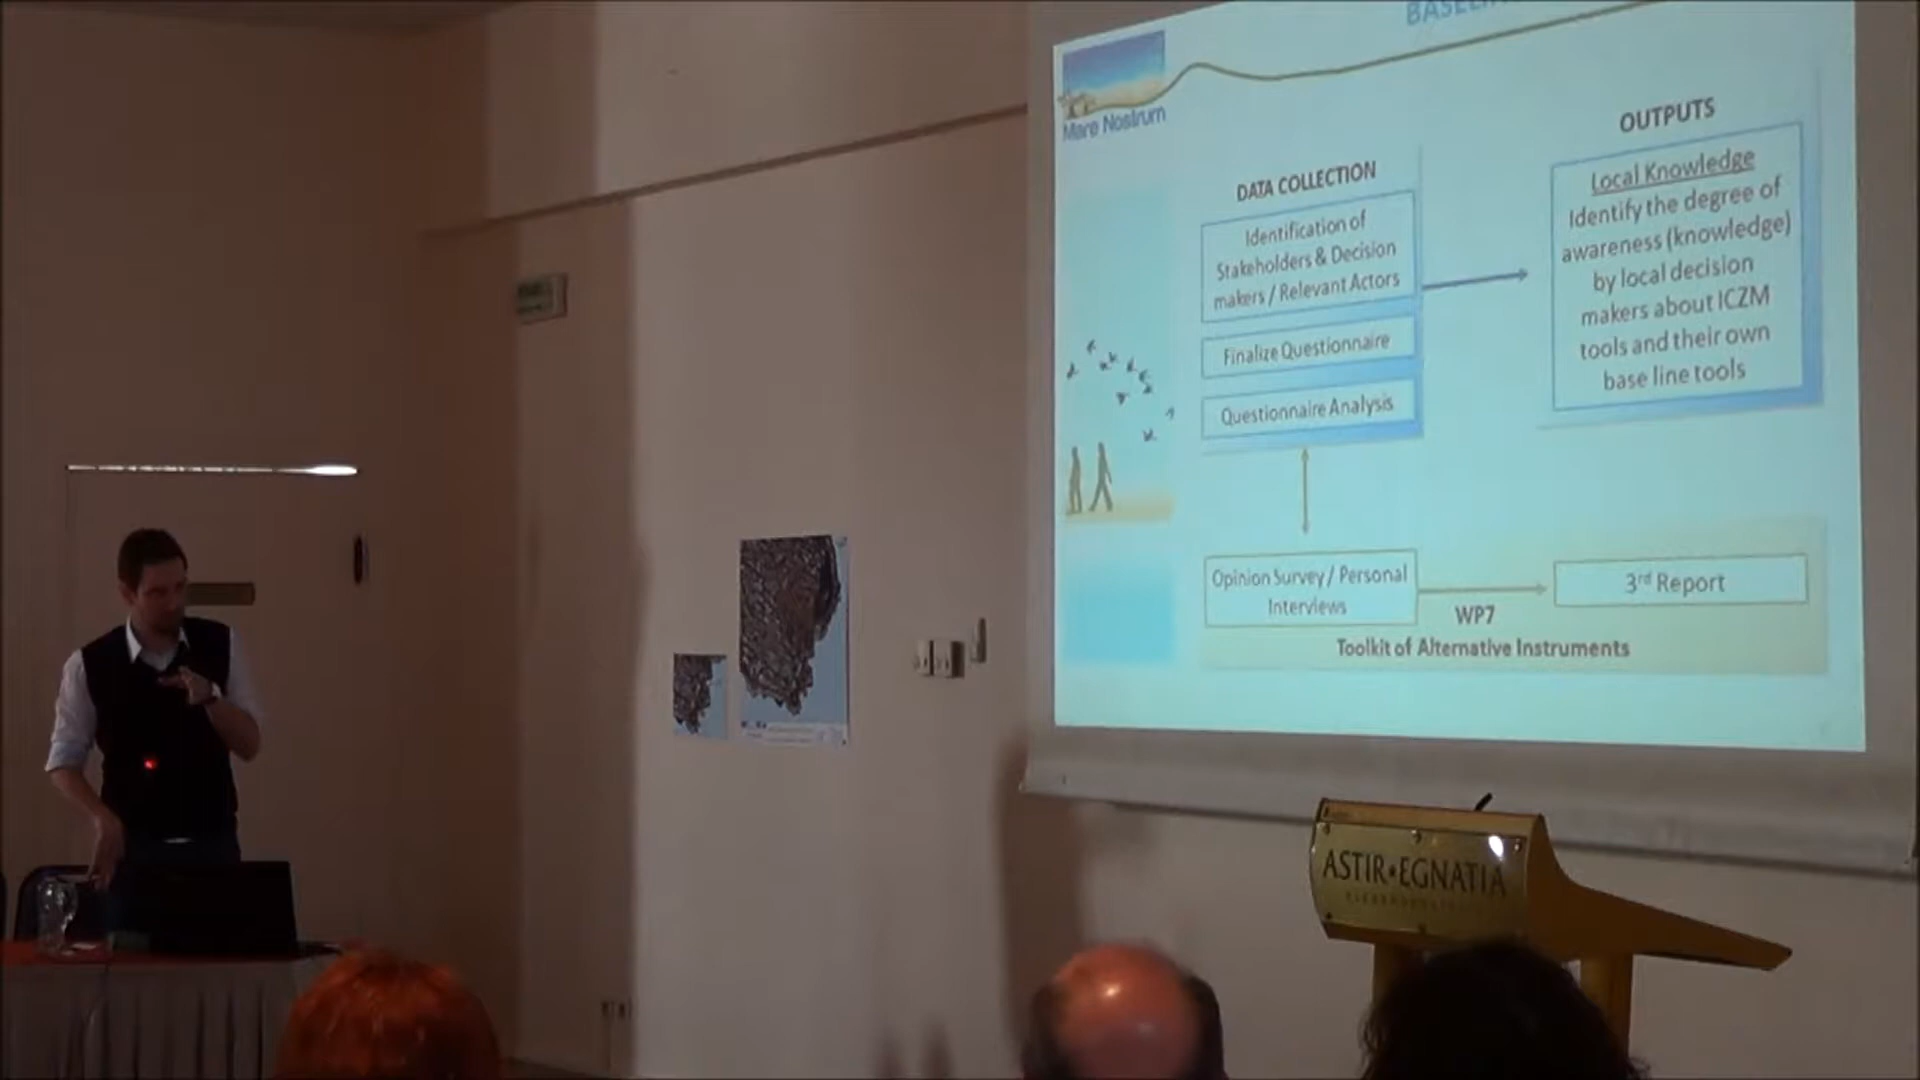 Mare Nostrum
DATA COLLECTION
Identification of
Stakeholders & Decision
makers / Relevant Actors
Finalize Questionnaire
Questionnaire Analysis
OUTPUTS
Local Knowledge
Identify the degree of
awareness (knowledge)
by local decision
makers about ICZM
tools and their own
base line tools
Opinion Survey / Personal
Interviews
WP7
3rd Report
Toolkit of Alternative Instruments
ASTIR•EGNATIA